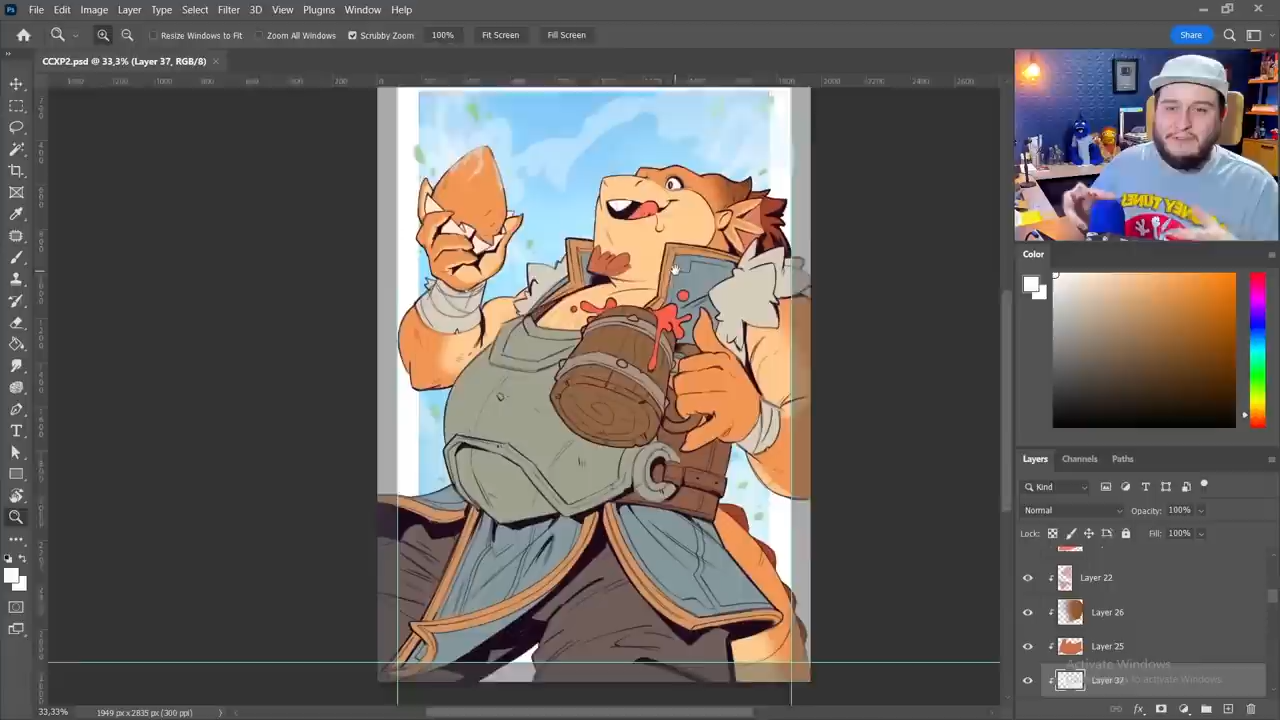 File Edit Image Layer Type Select Filter 3D View Plugins Window Help
Resize Windows to Fit Zoom All Windows Scrubby Zoom 100% Fit Screen Fill Screen Share
CCXP2.psd @ 33,3% (Layer 37, RGB/8)
Color
Layers Channels Paths
Kind
Normal Opacity: 100%
Lock: Fill: 100%
Layer 22
Layer 26
Layer 25
Activate Windows
Layer 37
to activate Windows.
33,33% 1949 px x 2835 px (300 ppi)